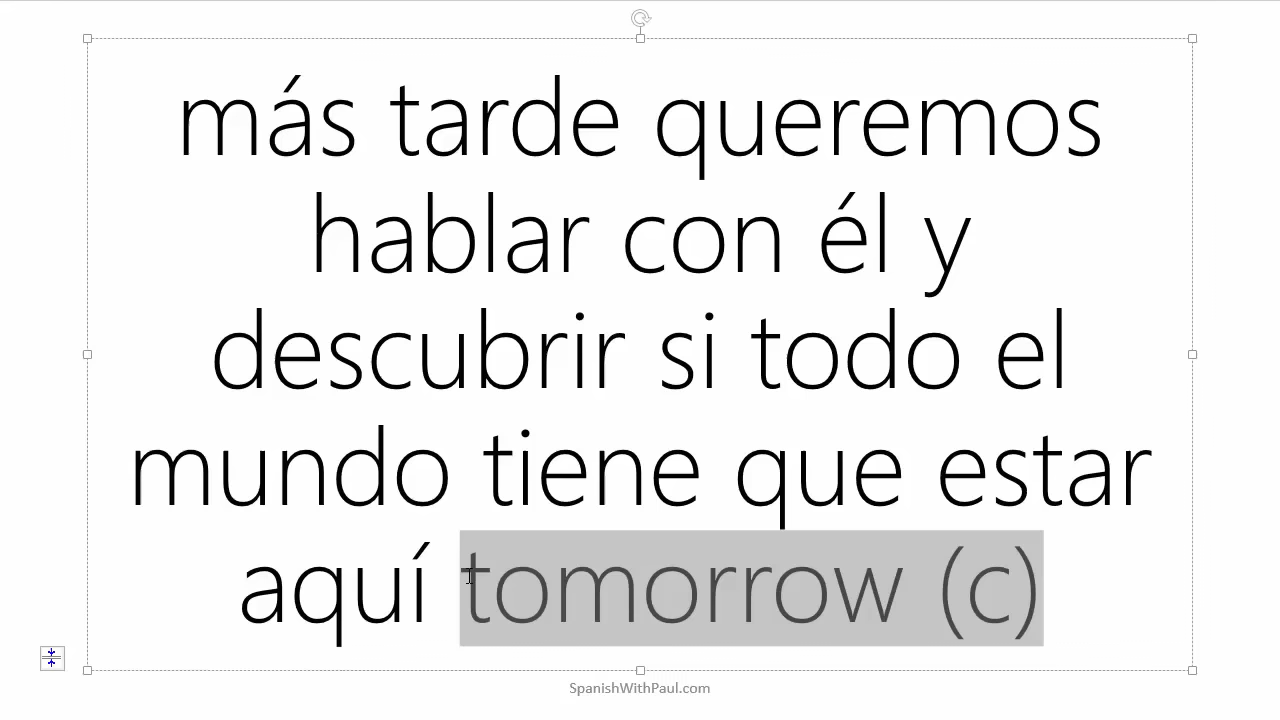 más tarde queremos
hablar con él y
descubrir si todo el
mundo tiene que estar
aquí tomorrow (c)
SpanishWithPaul.com